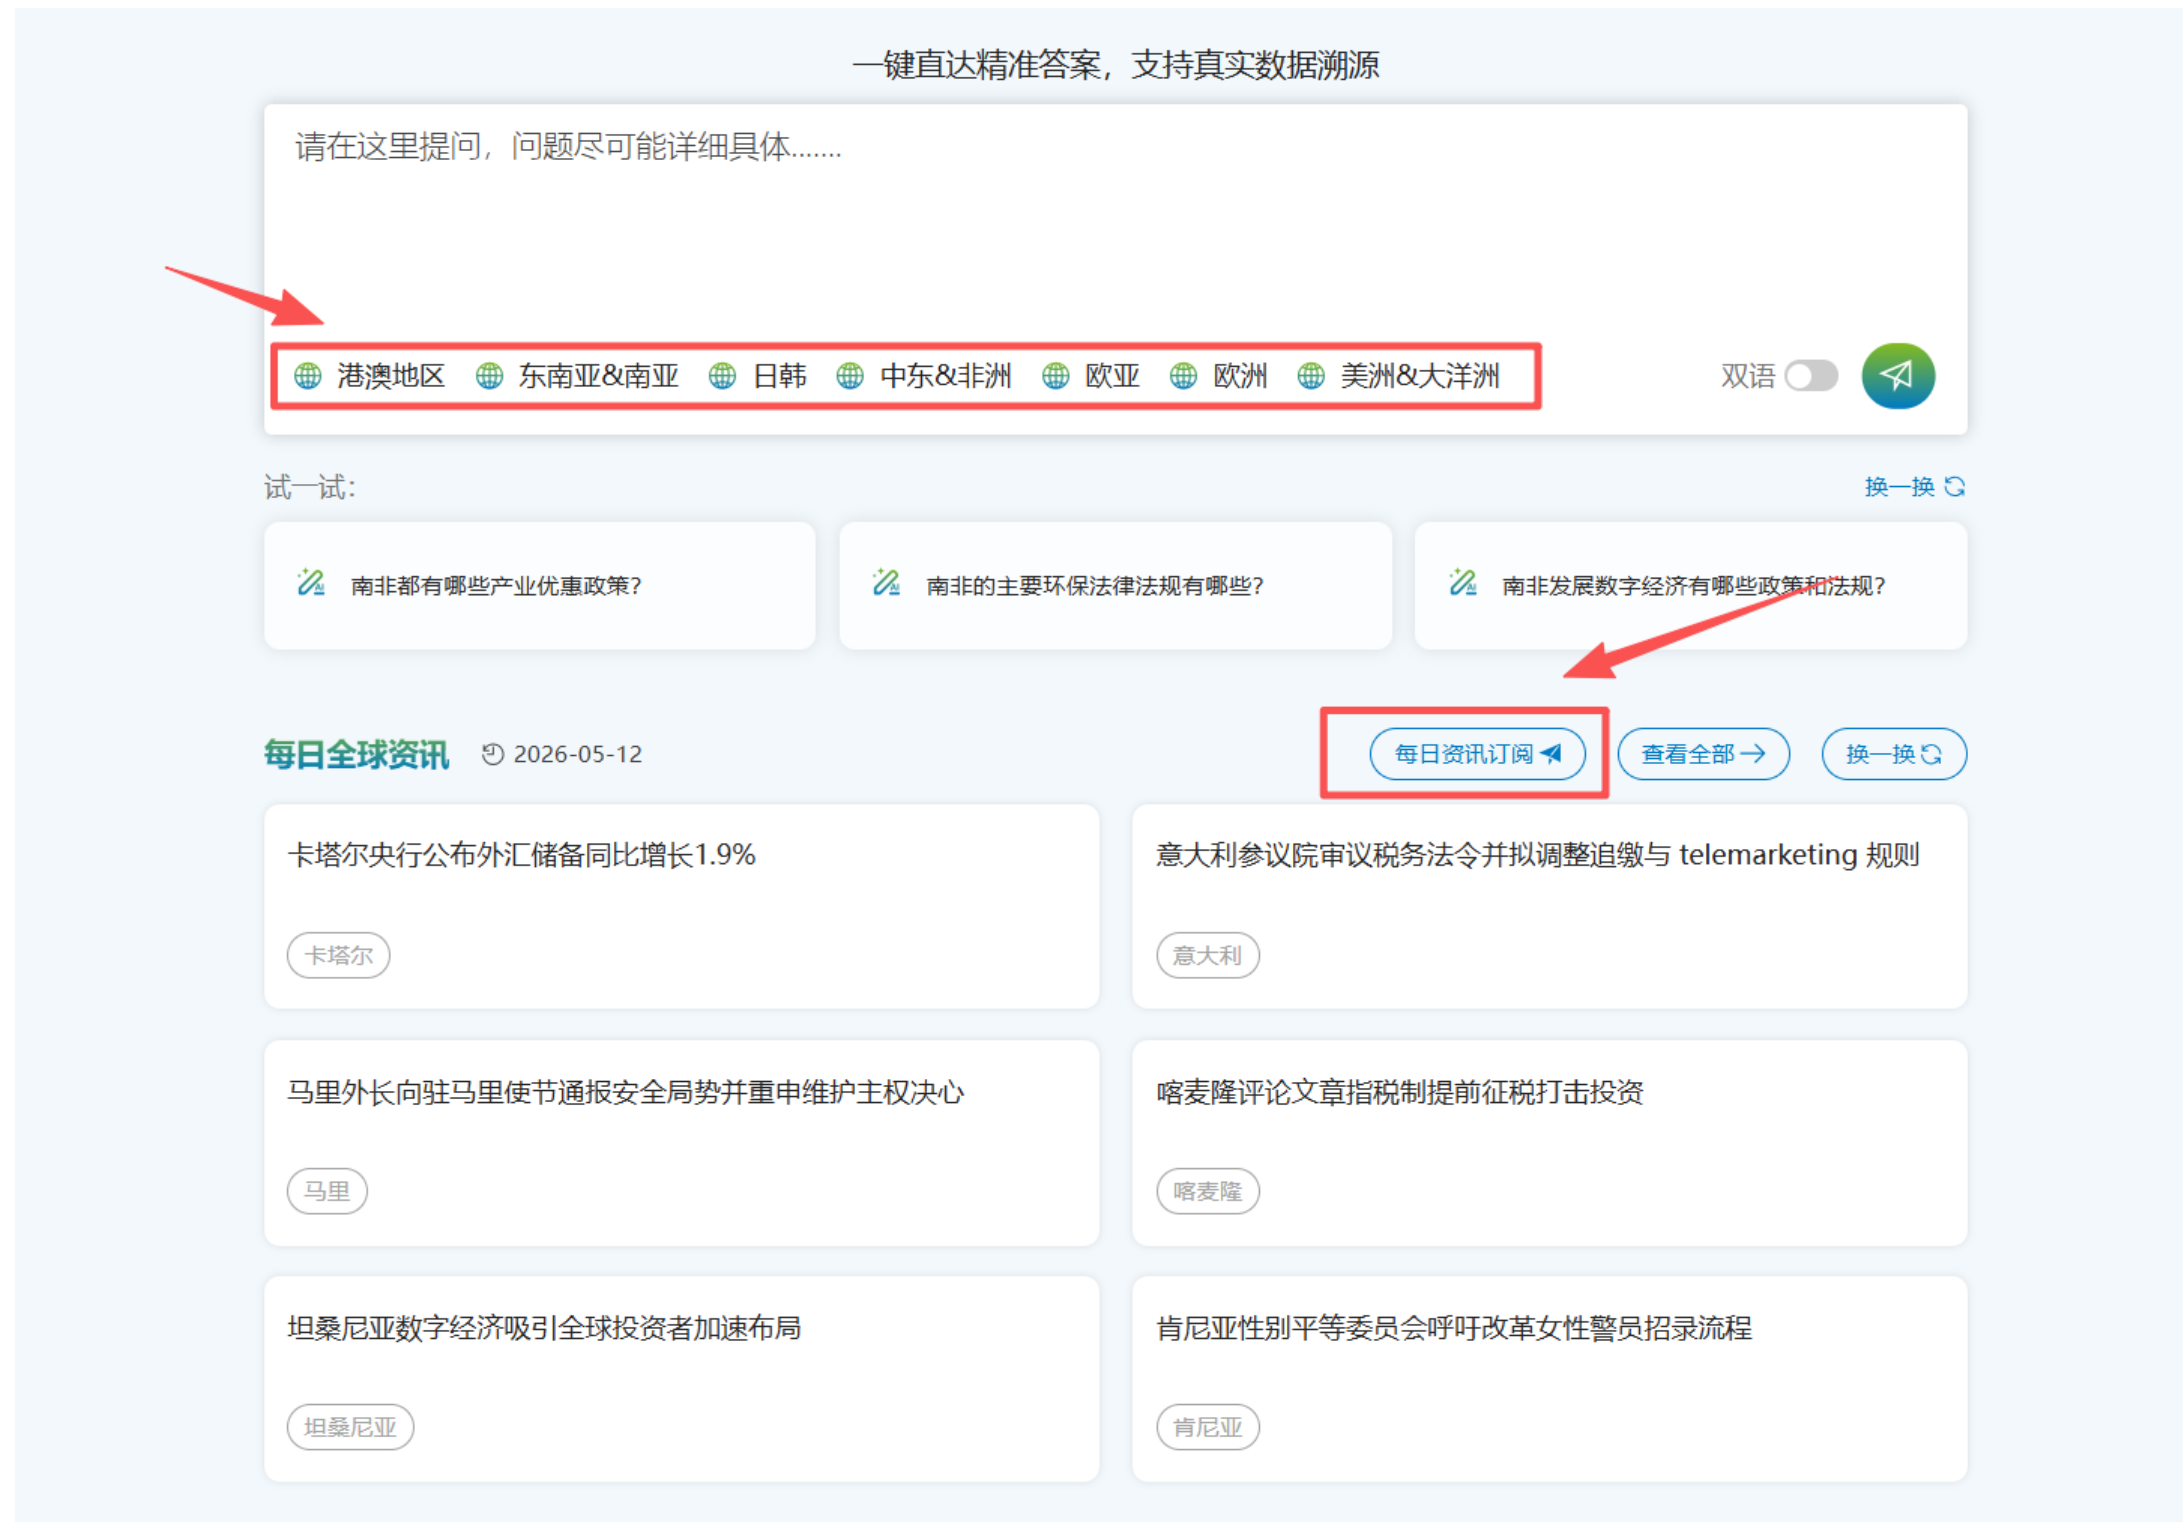 一键直达精准答案，支持真实数据溯源
请在这里提问，问题尽可能详细具体.......
港澳地区 东南亚&南亚 日韩 中东&非洲 欧亚 欧洲 美洲&大洋洲 双语
试一试： 换一换
南非都有哪些产业优惠政策？ 南非的主要环保法律法规有哪些？ 南非发展数字经济有哪些政策和法规？
每日全球资讯 2026-05-12 每日资讯订阅 查看全部 换一换
卡塔尔央行公布外汇储备同比增长1.9% 意大利参议院审议税务法令并拟调整追缴与 telemarketing 规则
卡塔尔 意大利
马里外长向驻马里使节通报安全局势并重申维护主权决心 喀麦隆评论文章指税制提前征税打击投资
马里 喀麦隆
坦桑尼亚数字经济吸引全球投资者加速布局 肯尼亚性别平等委员会呼吁改革女性警员招录流程
坦桑尼亚 肯尼亚